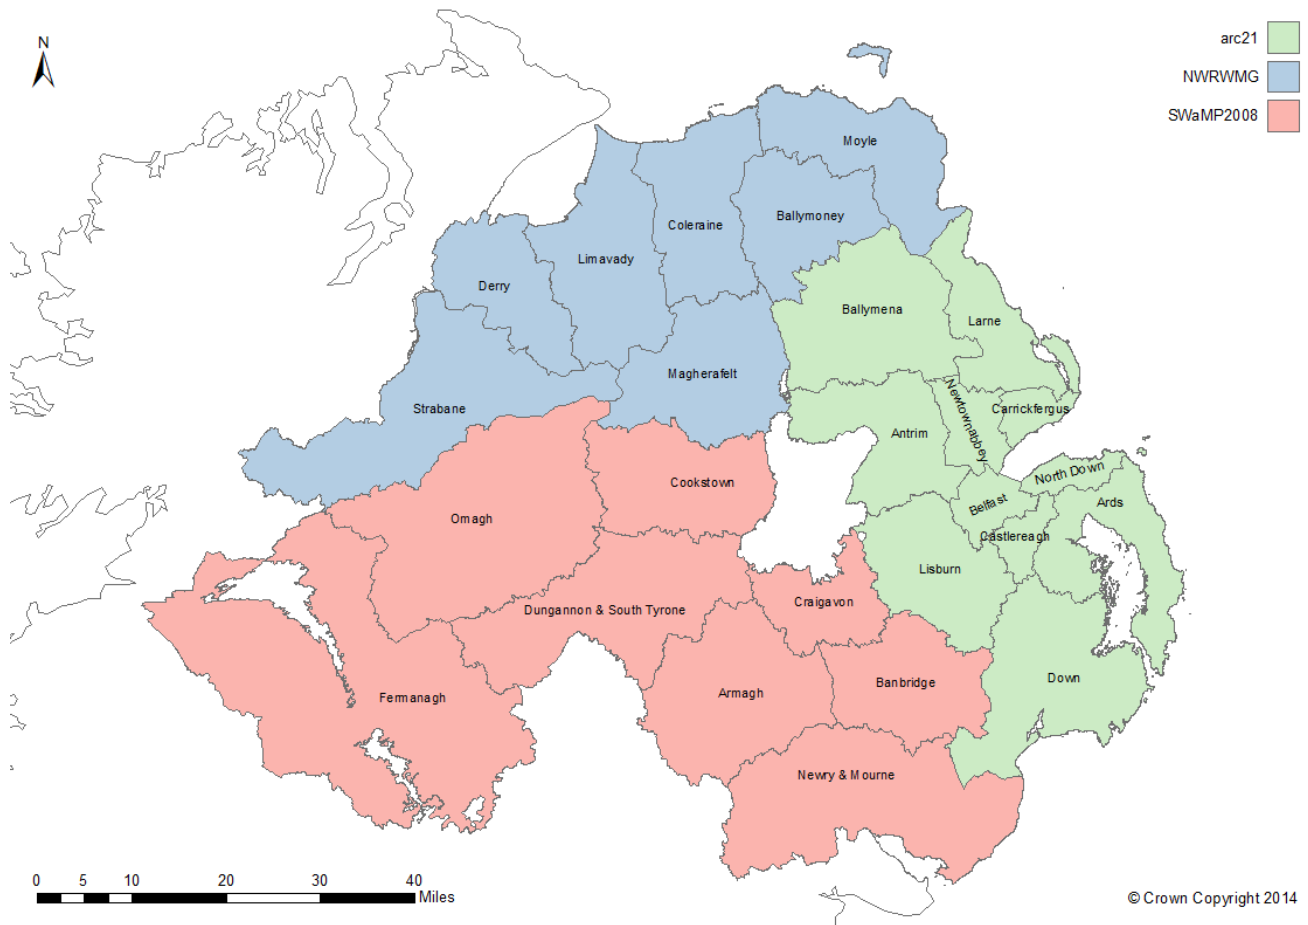 N
arc21
NWRWMG
SWaMP2008
Moyle
Coleraine
Ballymoney
Limavady
Derry
Ballymena
Larne
Magherafelt
Strabane
Newtownabbey
Carrickfergus
Antrim
North Down
Cookstown
Belfast
Ards
Omagh
Castlereagh
Lisburn
Craigavon
Dungannon & South Tyrone
Down
Banbridge
Armagh
Fermanagh
Newry & Mourne
0 5 10 20 30 40
Miles
© Crown Copyright 2014